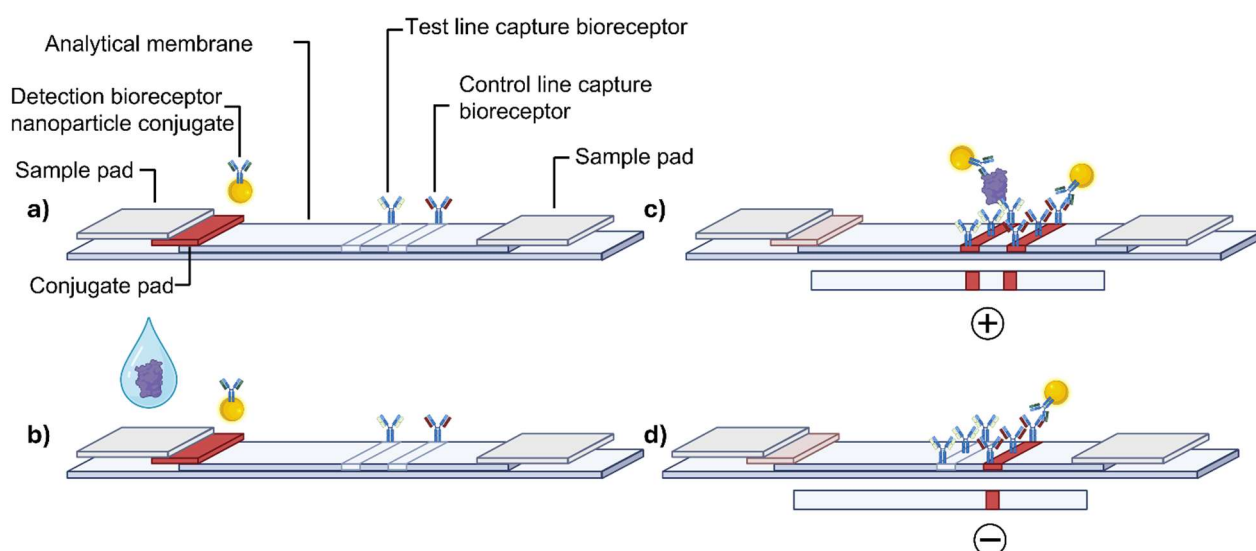 Test line capture bioreceptor
Analytical membrane
Control line capture
bioreceptor
Detection bioreceptor
nanoparticle conjugate
Sample pad
Sample pad
a)
c)
Conjugate pad
+
b)
d)
−